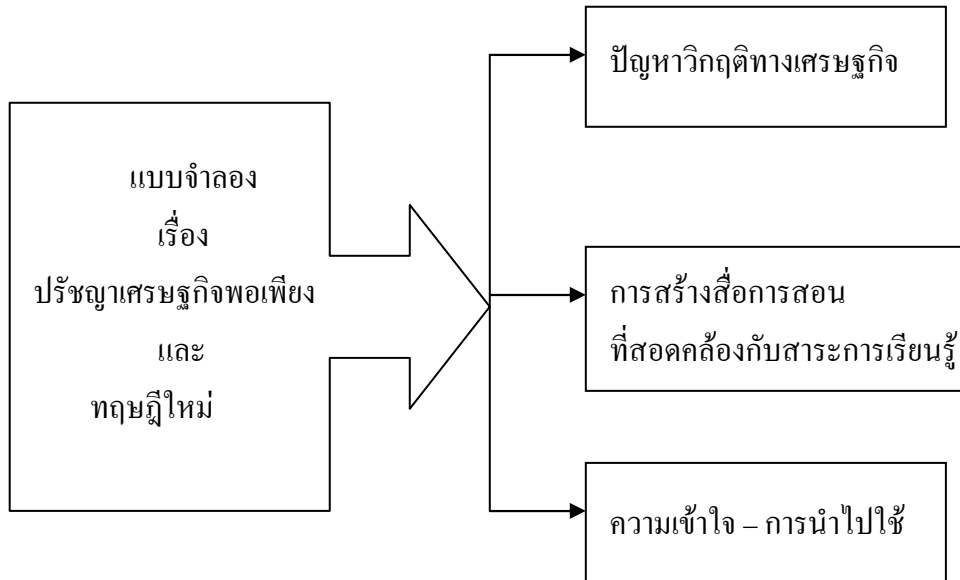 แบบจำลอง
เรื่อง
ปรัชญาเศรษฐกิจพอเพียง
และ
ทฤษฎีใหม่
ปัญหาวิกฤติทางเศรษฐกิจ
การสร้างสื่อการสอน
ที่สอดคล้องกับสาระการเรียนรู้
ความเข้าใจ – การนำไปใช้